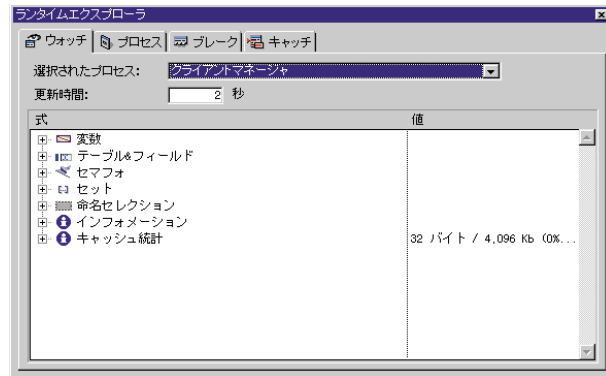 ランタイムエクスプローラ
ウォッチ プロセス ブレーク キャッチ
選択されたプロセス: クライアントマネージャ
更新時間: 2 秒
式 値
変数
テーブル&フィールド
セマフォ
セット
命名セレクション
インフォメーション
キャッシュ統計 32 バイト / 4,096 Kb (0%...